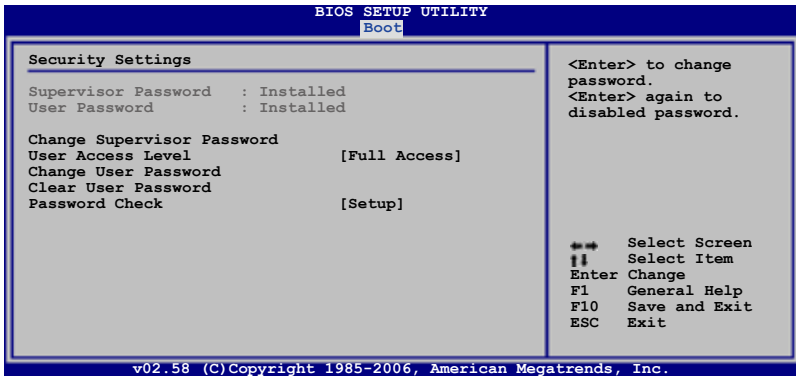 BIOS SETUP UTILITY
Boot
Security Settings
Supervisor Password : Installed
User Password : Installed
Change Supervisor Password
User Access Level [Full Access]
Change User Password
Clear User Password
Password Check [Setup]
<Enter> to change
password.
<Enter> again to
disabled password.
Select Screen
Select Item
Enter Change
F1 General Help
F10 Save and Exit
ESC Exit
v02.58 (C)Copyright 1985-2006, American Megatrends, Inc.